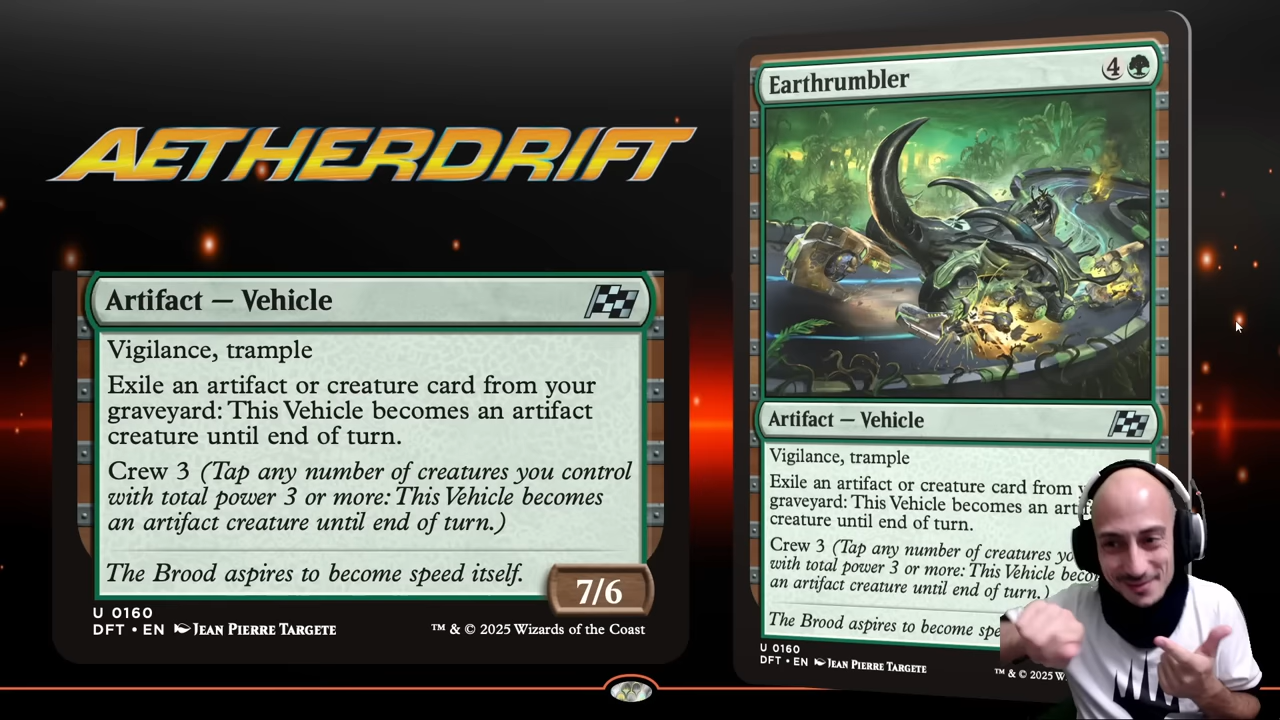 AETHERDRIFT
Artifact — Vehicle
Vigilance, trample
Exile an artifact or creature card from your
graveyard: This Vehicle becomes an artifact
creature until end of turn.
Crew 3 (Tap any number of creatures you control
with total power 3 or more: This Vehicle becomes
an artifact creature until end of turn.)
The Brood aspires to become speed itself.
7/6
U 0160
DFT • EN JEAN PIERRE TARGETE
™ & © 2025 Wizards of the Coast
Earthrumbler
4
Artifact — Vehicle
Vigilance, trample
Exile an artifact or creature card from
graveyard: This Vehicle becomes an
creature until end of turn.
Crew 3 (Tap any number of creatures
with total power 3 or more: This Vehicle
an artifact creature until end of turn.)
The Brood aspires to become
U 0160
DFT • EN JEAN PIERRE TARGETE
™ & © 2025